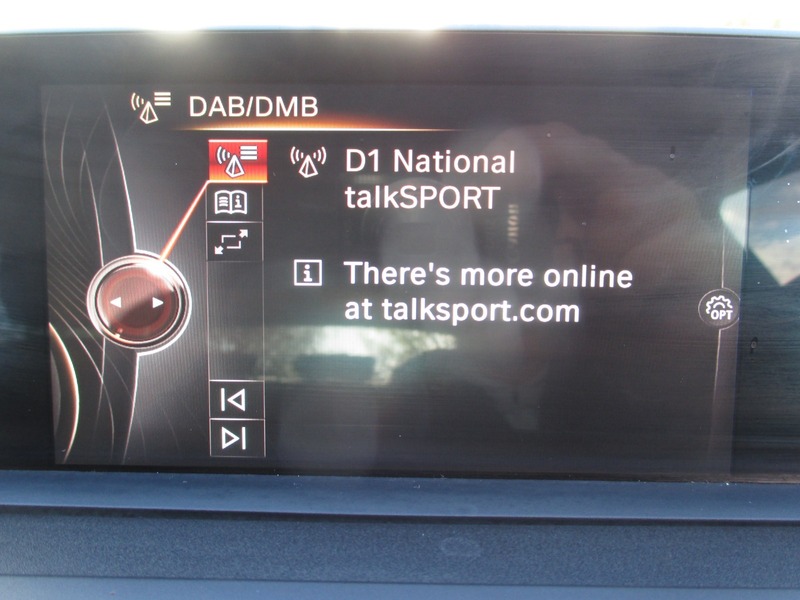 DAB/DMB
D1 National
talkSPORT
There's more online
at talksport.com
OPT